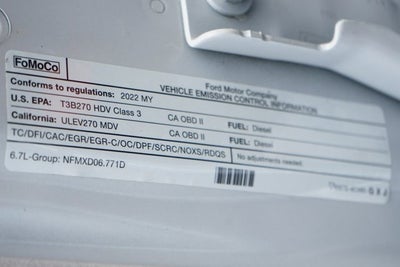 FoMoCo
Ford Motor Company
VEHICLE EMISSION CONTROL INFORMATION
Conforms to regulations: 2022 MY
U.S. EPA: T3B270 HDV Class 3 CA OBD II FUEL: Diesel
California: ULEV270 MDV CA OBD II FUEL: Diesel
TC/DFI/CAC/EGR/EGR-C/OC/DPF/SCRC/NOXS/RDQS No adjustments needed.
6.7L-Group: NFMXD06.771D